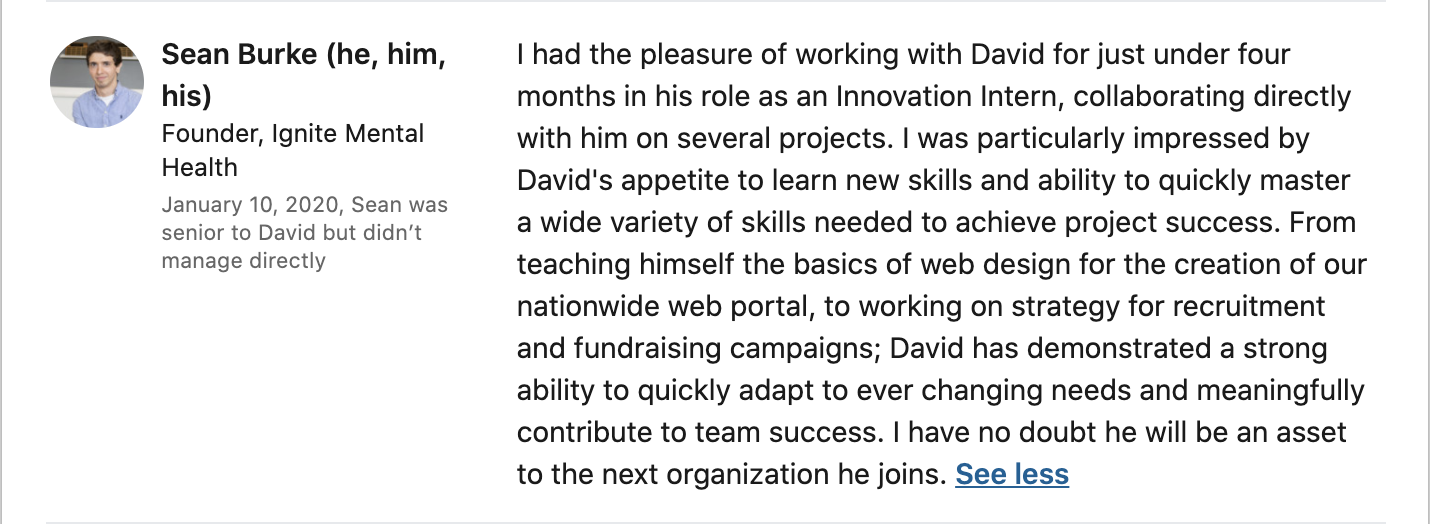 Sean Burke (he, him,
his)
Founder, Ignite Mental
Health
January 10, 2020, Sean was
senior to David but didn’t
manage directly
I had the pleasure of working with David for just under four
months in his role as an Innovation Intern, collaborating directly
with him on several projects. I was particularly impressed by
David's appetite to learn new skills and ability to quickly master
a wide variety of skills needed to achieve project success. From
teaching himself the basics of web design for the creation of our
nationwide web portal, to working on strategy for recruitment
and fundraising campaigns; David has demonstrated a strong
ability to quickly adapt to ever changing needs and meaningfully
contribute to team success. I have no doubt he will be an asset
to the next organization he joins. See less